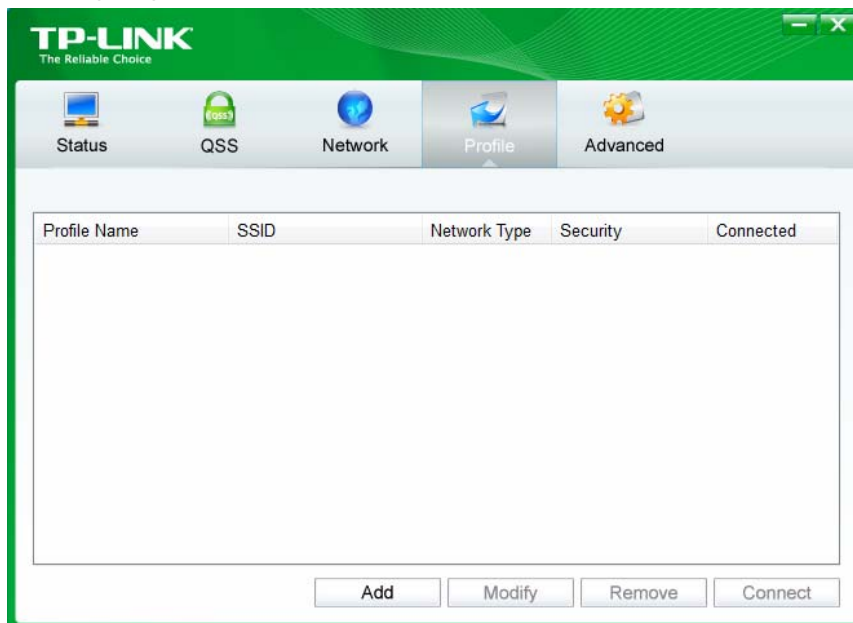 TP-LINK
The Reliable Choice
Status QSS Network Profile Advanced
Profile Name SSID Network Type Security Connected
Add Modify Remove Connect